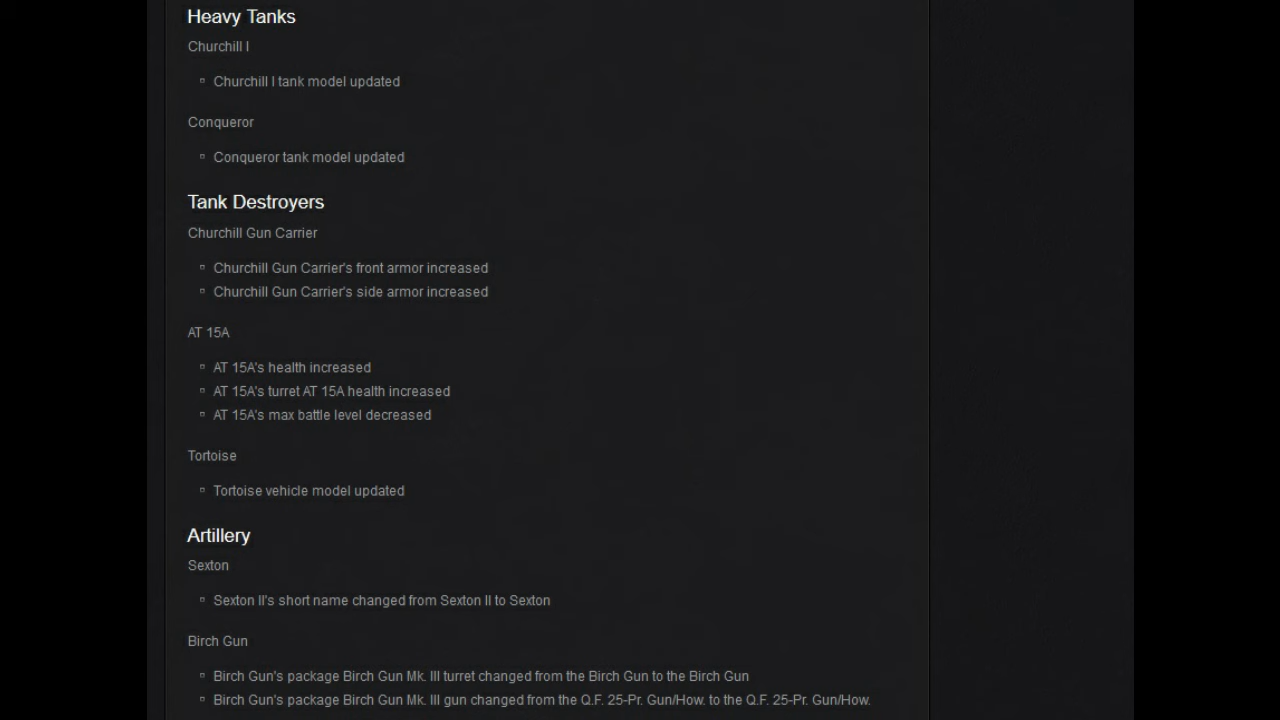 Heavy Tanks
Churchill I
Churchill I tank model updated
Conqueror
Conqueror tank model updated
Tank Destroyers
Churchill Gun Carrier
Churchill Gun Carrier's front armor increased
Churchill Gun Carrier's side armor increased
AT 15A
AT 15A's health increased
AT 15A's turret AT 15A health increased
AT 15A's max battle level decreased
Tortoise
Tortoise vehicle model updated
Artillery
Sexton
Sexton II's short name changed from Sexton II to Sexton
Birch Gun
Birch Gun's package Birch Gun Mk. III turret changed from the Birch Gun to the Birch Gun
Birch Gun's package Birch Gun Mk. III gun changed from the Q.F. 25-Pr. Gun/How. to the Q.F. 25-Pr. Gun/How.